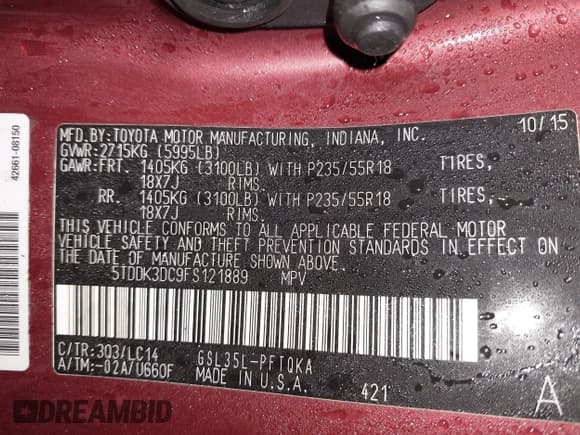 MFD.BY:TOYOTA MOTOR MANUFACTURING, INDIANA, INC. 10/15
GVWR:2715KG (5995LB)
GAWR:FRT. 1405KG (3100LB) WITH P235/55R18 TIRES,
18X7J RIMS.
RR. 1405KG (3100LB) WITH P235/55R18 TIRES,
18X7J RIMS.
THIS VEHICLE CONFORMS TO ALL APPLICABLE FEDERAL MOTOR
VEHICLE SAFETY AND THEFT PREVENTION STANDARDS IN EFFECT ON
THE DATE OF MANUFACTURE SHOWN ABOVE.
5TDDK3DC9FS121889 MPV
C/TR:303/LC14 GSL35L-PFTQKA
A/TM:-02A/U660F MADE IN U.S.A. 421 A
42661-08150
DREAMBID